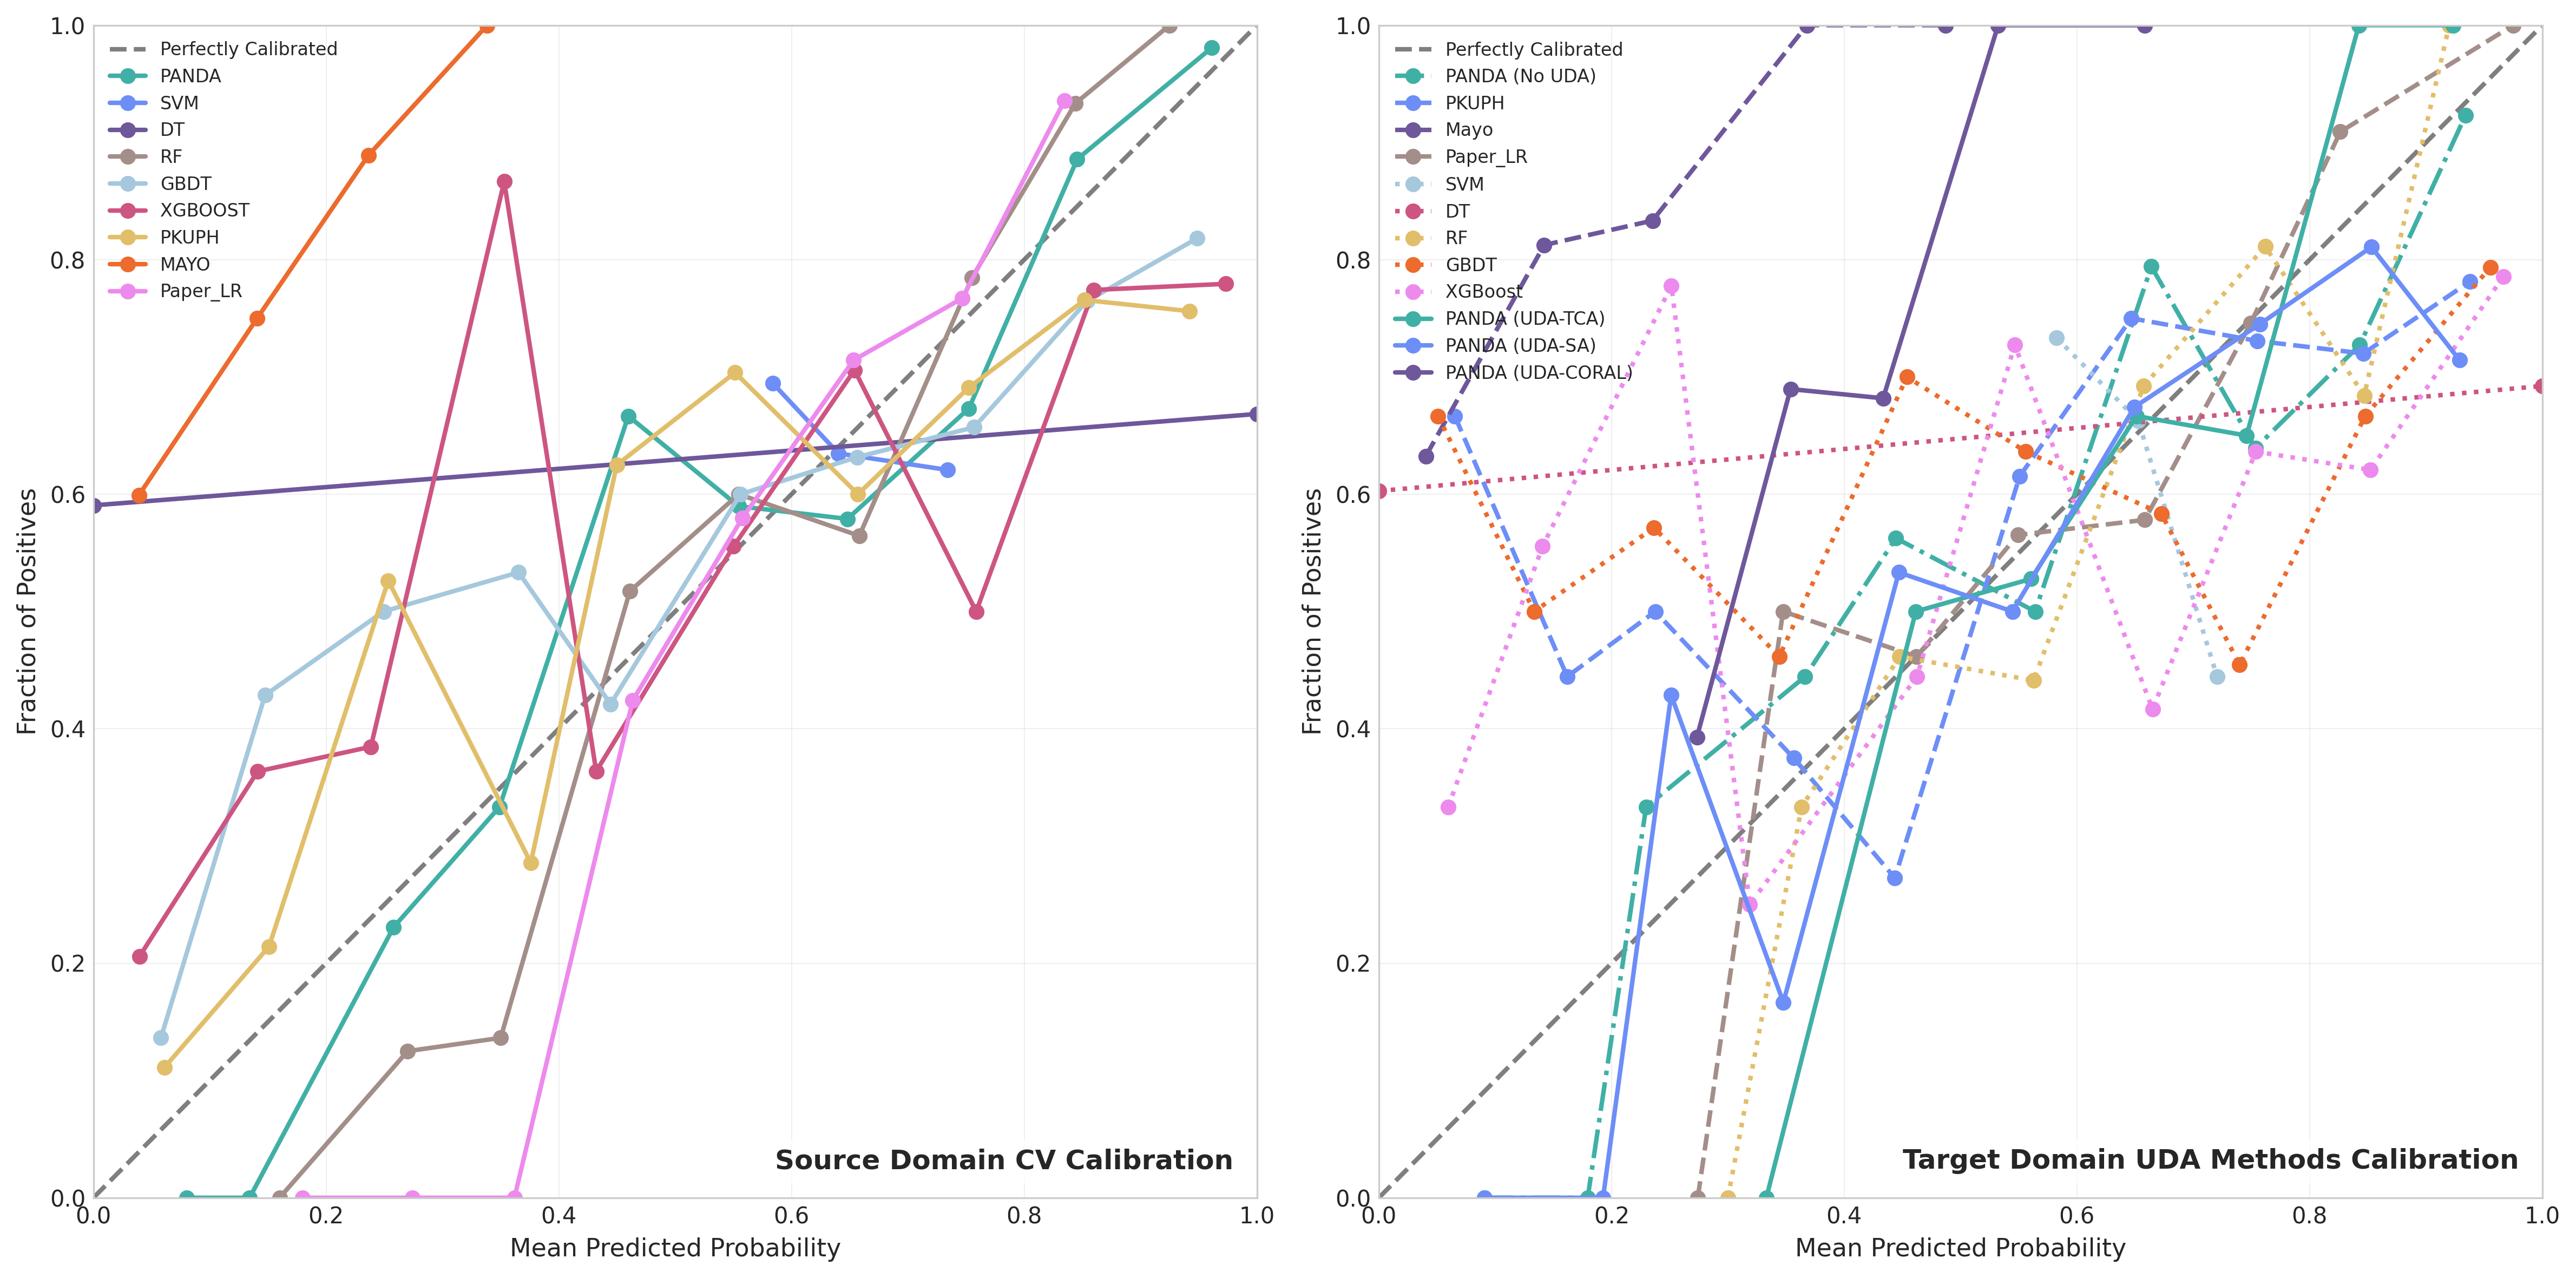 1.0
0.8
0.6
0.4
0.2
0.0
Fraction of Positives
Perfectly Calibrated
PANDA
SVM
DT
RF
GBDT
XGBOOST
PKUPH
MAYO
Paper_LR
Source Domain CV Calibration
0.0 0.2 0.4 0.6 0.8 1.0
Mean Predicted Probability
1.0
0.8
0.6
0.4
0.2
0.0
Fraction of Positives
Perfectly Calibrated
PANDA (No UDA)
PKUPH
Mayo
Paper_LR
SVM
DT
RF
GBDT
XGBoost
PANDA (UDA-TCA)
PANDA (UDA-SA)
PANDA (UDA-CORAL)
Target Domain UDA Methods Calibration
0.0 0.2 0.4 0.6 0.8 1.0
Mean Predicted Probability